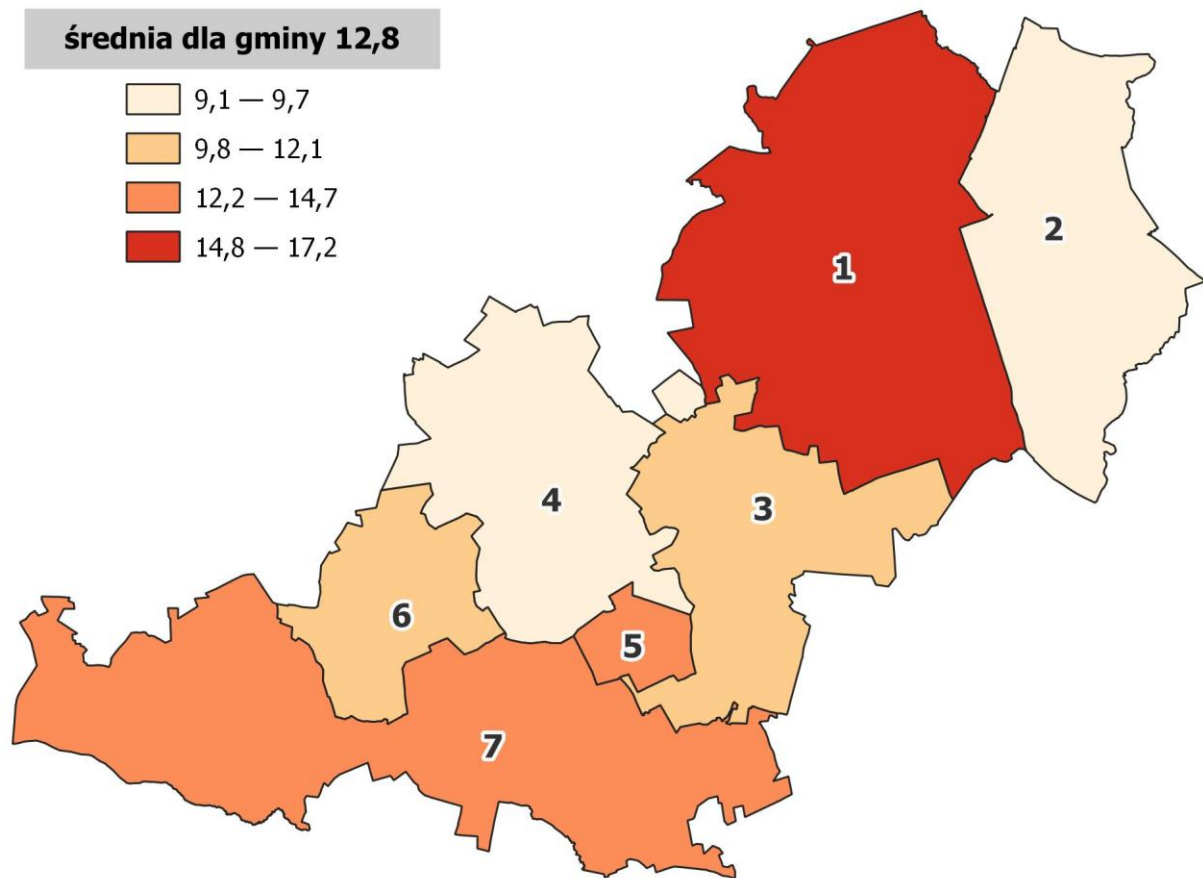 średnia dla gminy 12,8
9,1 — 9,7
9,8 — 12,1
12,2 — 14,7
14,8 — 17,2
1
2
3
4
5
6
7